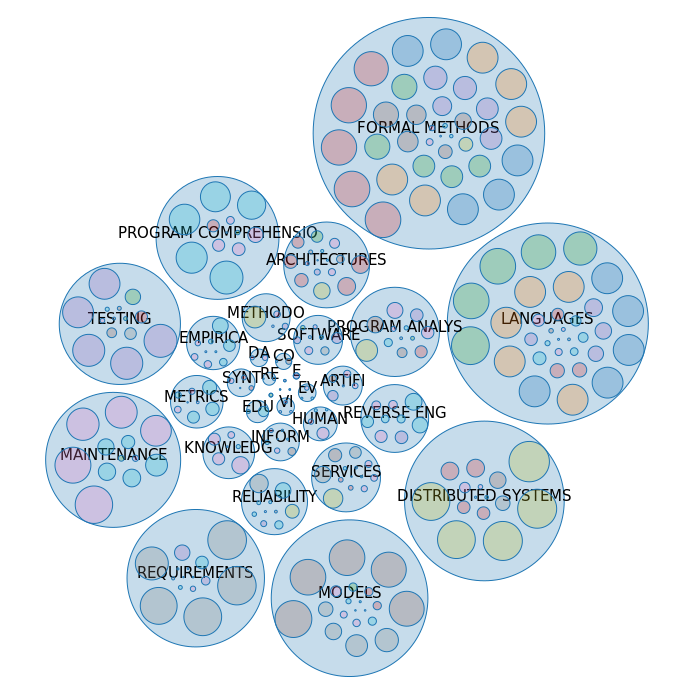 FORMAL METHODS
PROGRAM COMPREHENSIO
ARCHITECTURES
METHODO
TESTING
LANGUAGES
PROGRAM ANALYS
SOFTWARE
EMPIRICA
DA
CO
SYNT
RE
E
ARTIFI
EV
METRICS
EDU
VI
HUMAN
REVERSE ENG
INFORM
KNOWLEDG
MAINTENANCE
SERVICES
RELIABILITY
DISTRIBUTED SYSTEMS
REQUIREMENTS
MODELS